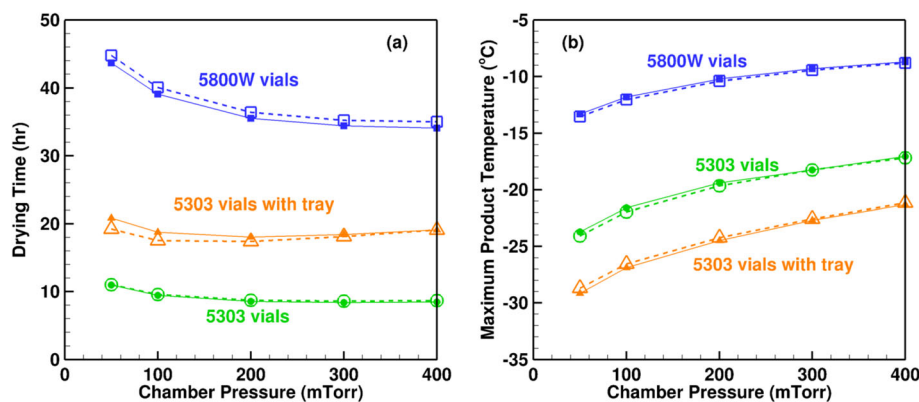 50
40
30
20
10
0
Drying Time (hr)
(a)
5800W vials
5303 vials with tray
5303 vials
0
100
200
300
400
Chamber Pressure (mTorr)
-5
-10
-15
-20
-25
-30
-35
Maximum Product Temperature (°C)
(b)
5800W vials
5303 vials
5303 vials with tray
0
100
200
300
400
Chamber Pressure (mTorr)